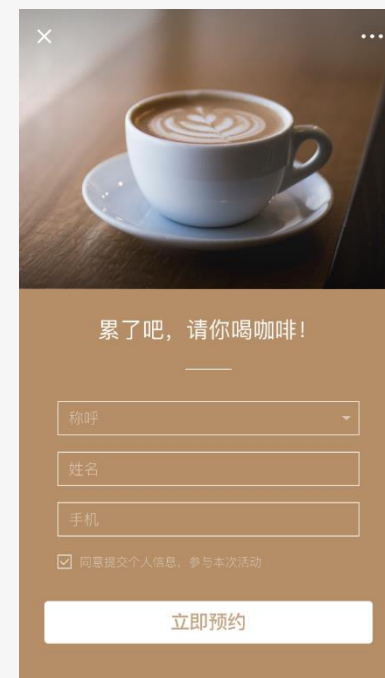 累了吧，请你喝咖啡！
称呼
姓名
手机
同意提交个人信息，参与本次活动
立即预约